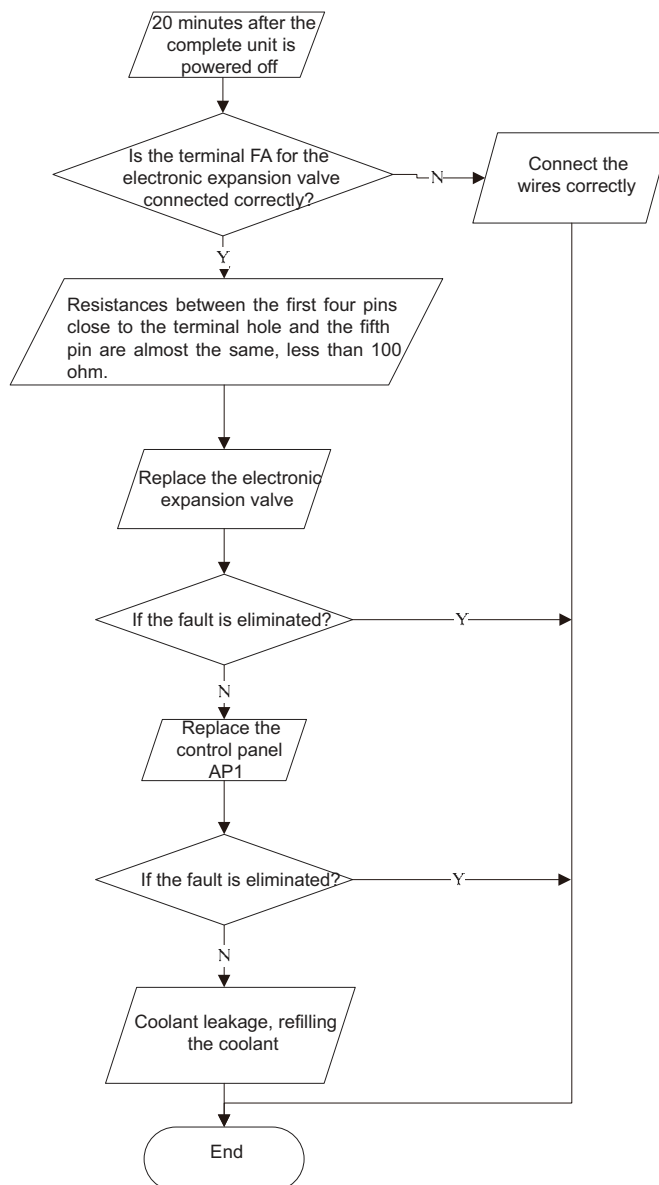 20 minutes after the
complete unit is
powered off
Is the terminal FA for the
electronic expansion valve
connected correctly?
N
Connect the
wires correctly
Y
Resistances between the first four pins
close to the terminal hole and the fifth
pin are almost the same, less than 100
ohm.
Replace the electronic
expansion valve
If the fault is eliminated?
Y
N
Replace the
control panel
AP1
If the fault is eliminated?
Y
N
Coolant leakage, refilling
the coolant
End